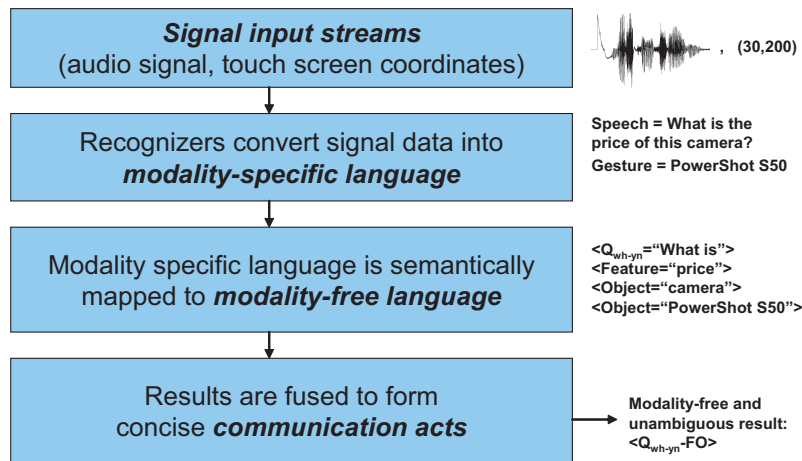 Signal input streams
(audio signal, touch screen coordinates)
, (30,200)
Recognizers convert signal data into
modality-specific language
Speech = What is the
price of this camera?
Gesture = PowerShot S50
Modality specific language is semantically
mapped to modality-free language
<Qwh-yn=“What is”>
<Feature=“price”>
<Object=“camera”>
<Object=“PowerShot S50”>
Results are fused to form
concise communication acts
Modality-free and
unambiguous result:
<Qwh-yn-FO>